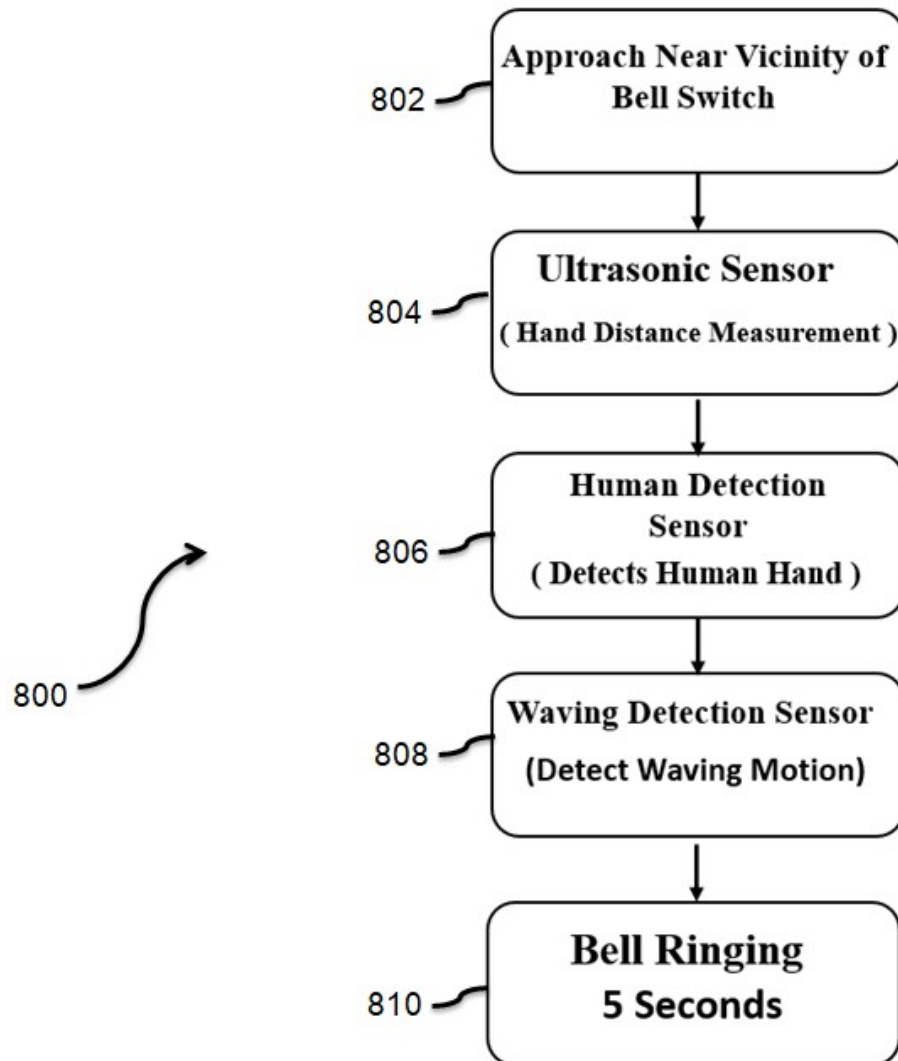 Approach Near Vicinity of
Bell Switch
802
Ultrasonic Sensor
804
( Hand Distance Measurement )
Human Detection
Sensor
806
( Detects Human Hand )
800
Waving Detection Sensor
808
(Detect Waving Motion)
Bell Ringing
810
5 Seconds